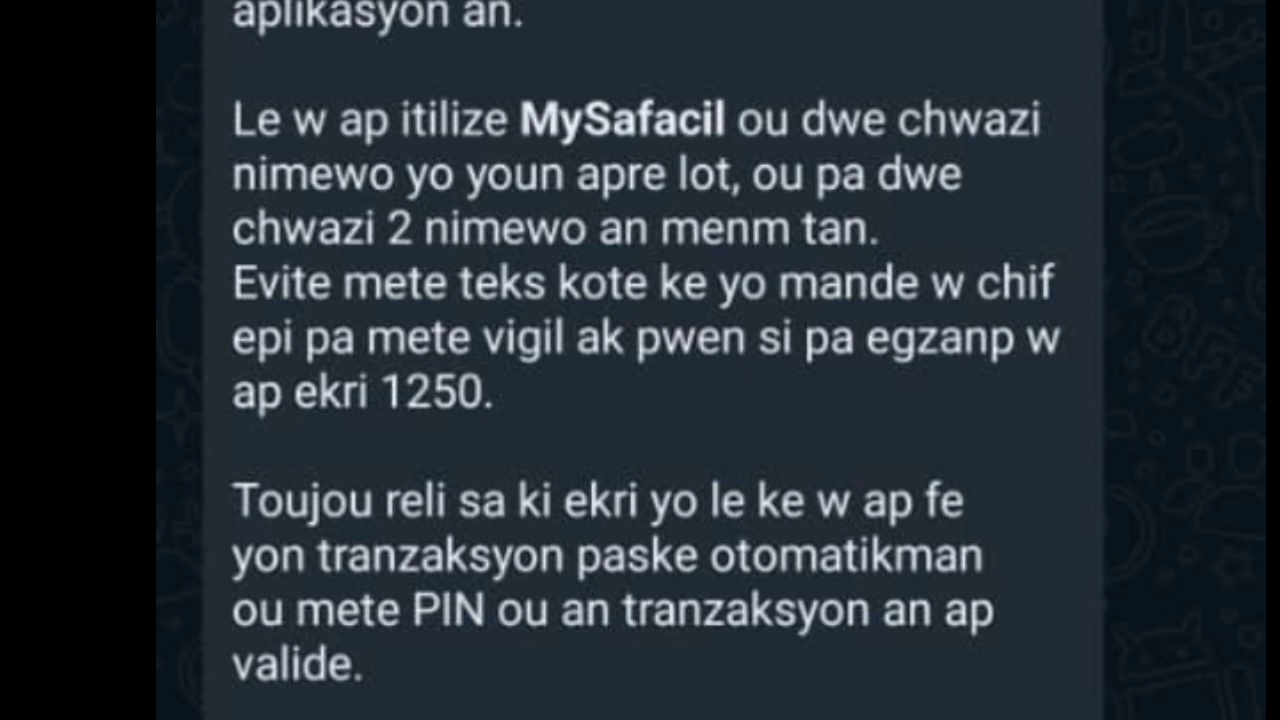 aplikasyon an.
Le w ap itilize MySafacil ou dwe chwazi
nimewo yo youn apre lot, ou pa dwe
chwazi 2 nimewo an menm tan.
Evite mete teks kote ke yo mande w chif
epi pa mete vigil ak pwen si pa egzanp w
ap ekri 1250.
Toujou reli sa ki ekri yo le ke w ap fe
yon tranzaksyon paske otomatikman
ou mete PIN ou an tranzaksyon an ap
valide.